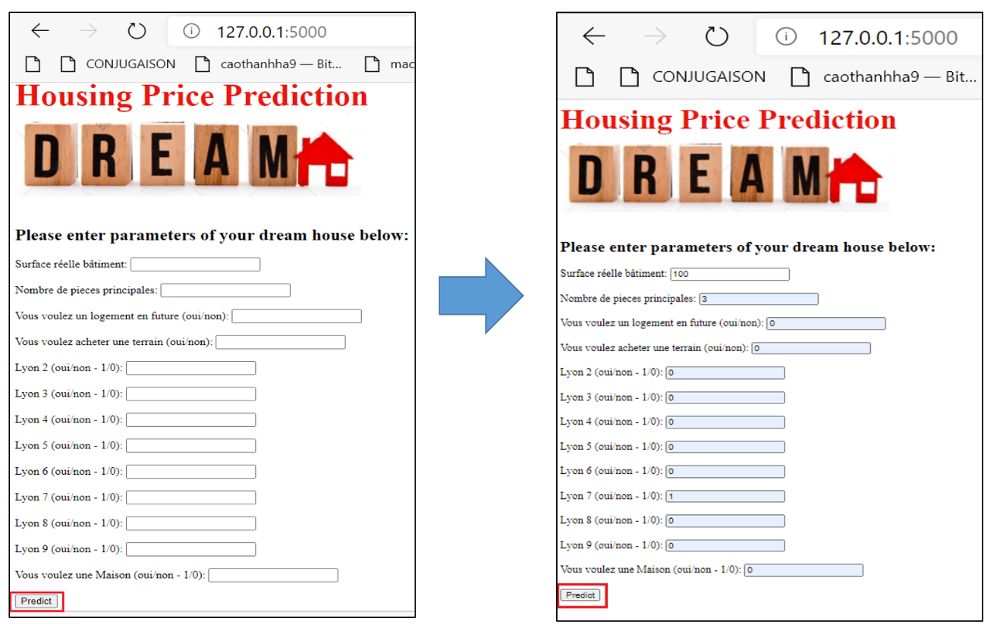 127.0.0.1:5000
CONJUGAISON caothanhha9 — Bit... mac
Housing Price Prediction
DREAM
Please enter parameters of your dream house below:
Surface réelle bâtiment:
Nombre de pieces principales:
Vous voulez un logement en future (oui/non):
Vous voulez acheter une terrain (oui/non):
Lyon 2 (oui/non - 1/0):
Lyon 3 (oui/non - 1/0):
Lyon 4 (oui/non - 1/0):
Lyon 5 (oui/non - 1/0):
Lyon 6 (oui/non - 1/0):
Lyon 7 (oui/non - 1/0):
Lyon 8 (oui/non - 1/0):
Lyon 9 (oui/non - 1/0):
Vous voulez une Maison (oui/non - 1/0):
Predict
127.0.0.1:5000
CONJUGAISON caothanhha9 — Bit...
Housing Price Prediction
DREAM
Please enter parameters of your dream house below:
Surface réelle bâtiment: 100
Nombre de pieces principales: 3
Vous voulez un logement en future (oui/non): 0
Vous voulez acheter une terrain (oui/non): 0
Lyon 2 (oui/non - 1/0): 0
Lyon 3 (oui/non - 1/0): 0
Lyon 4 (oui/non - 1/0): 0
Lyon 5 (oui/non - 1/0): 0
Lyon 6 (oui/non - 1/0): 0
Lyon 7 (oui/non - 1/0): 1
Lyon 8 (oui/non - 1/0): 0
Lyon 9 (oui/non - 1/0): 0
Vous voulez une Maison (oui/non - 1/0): 0
Predict